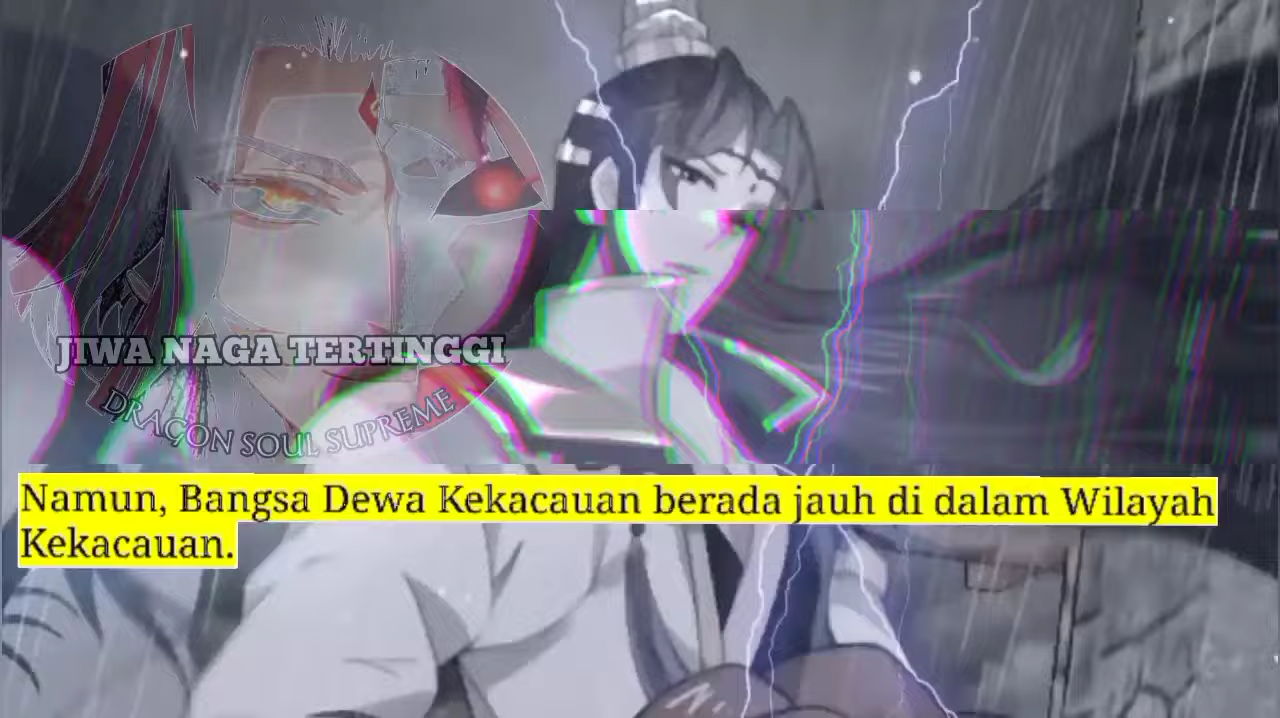 JIWA NAGA TERTINGGI
DRAGON SOUL SUPREME
Namun, Bangsa Dewa Kekacauan berada jauh di dalam Wilayah
Kekacauan.